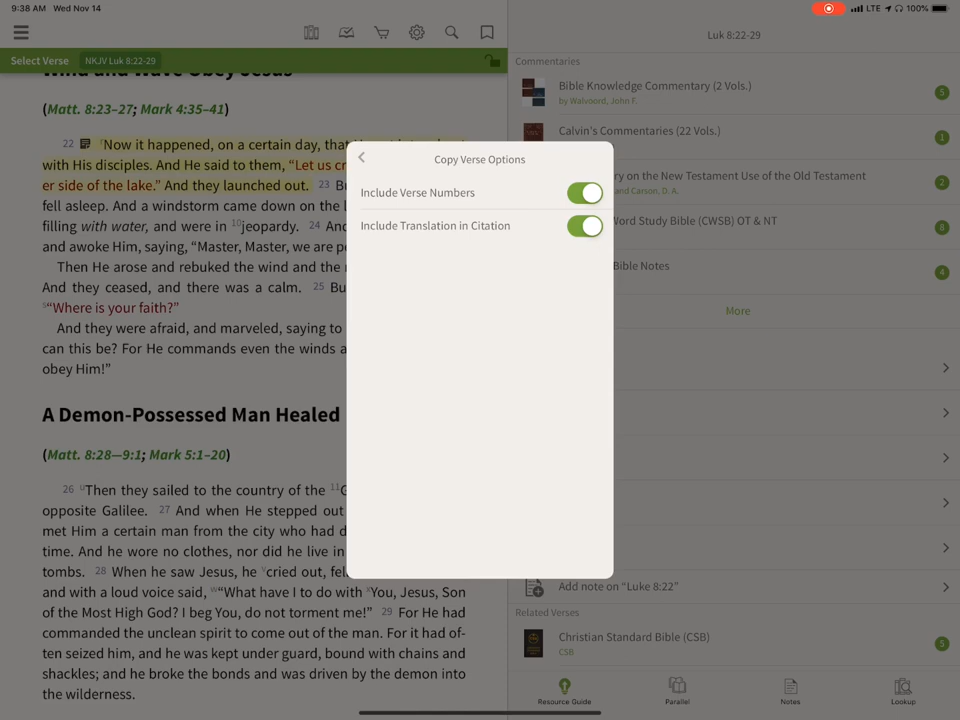 9:38 AM Wed Nov 14
LTE 100%
Select Verse NKJV Luk 8:22-29
Wind and Wave Obey Jesus
(Matt. 8:23–27; Mark 4:35–41)
22 Now it happened, on a certain day, that
with His disciples. And He said to them, “Let us
er side of the lake.” And they launched out. 23
fell asleep. And a windstorm came down on the
filling with water, and were in 10jeopardy. 24
and awoke Him, saying, “Master, Master, we are
Then He arose and rebuked the wind and the
And they ceased, and there was a calm. 25
s“Where is your faith?”
And they were afraid, and marveled, saying to
can this be? For He commands even the winds
obey Him!”
A Demon-Possessed Man Healed
(Matt. 8:28—9:1; Mark 5:1–20)
26 Then they sailed to the country of the 11
opposite Galilee. 27 And when He stepped out
met Him a certain man from the city who had
time. And he wore no clothes, nor did he live in
tombs. 28 When he saw Jesus, he vcried out,
and with a loud voice said, w“What have I to do with xYou, Jesus, Son
of the Most High God? I beg You, do not torment me!” 29 For He had
commanded the unclean spirit to come out of the man. For it had of-
ten seized him, and he was kept under guard, bound with chains and
shackles; and he broke the bonds and was driven by the demon into
the wilderness.
Copy Verse Options
Include Verse Numbers
Include Translation in Citation
Luk 8:22-29
Commentaries
Bible Knowledge Commentary (2 Vols.)
by Walvoord, John F.
5
Calvin's Commentaries (22 Vols.)
1
on the New Testament Use of the Old Testament
and Carson, D. A.
2
Word Study Bible (CWSB) OT & NT
8
Bible Notes
4
More
Add note on “Luke 8:22”
Related Verses
Christian Standard Bible (CSB)
CSB
5
Resource Guide Parallel Notes Lookup